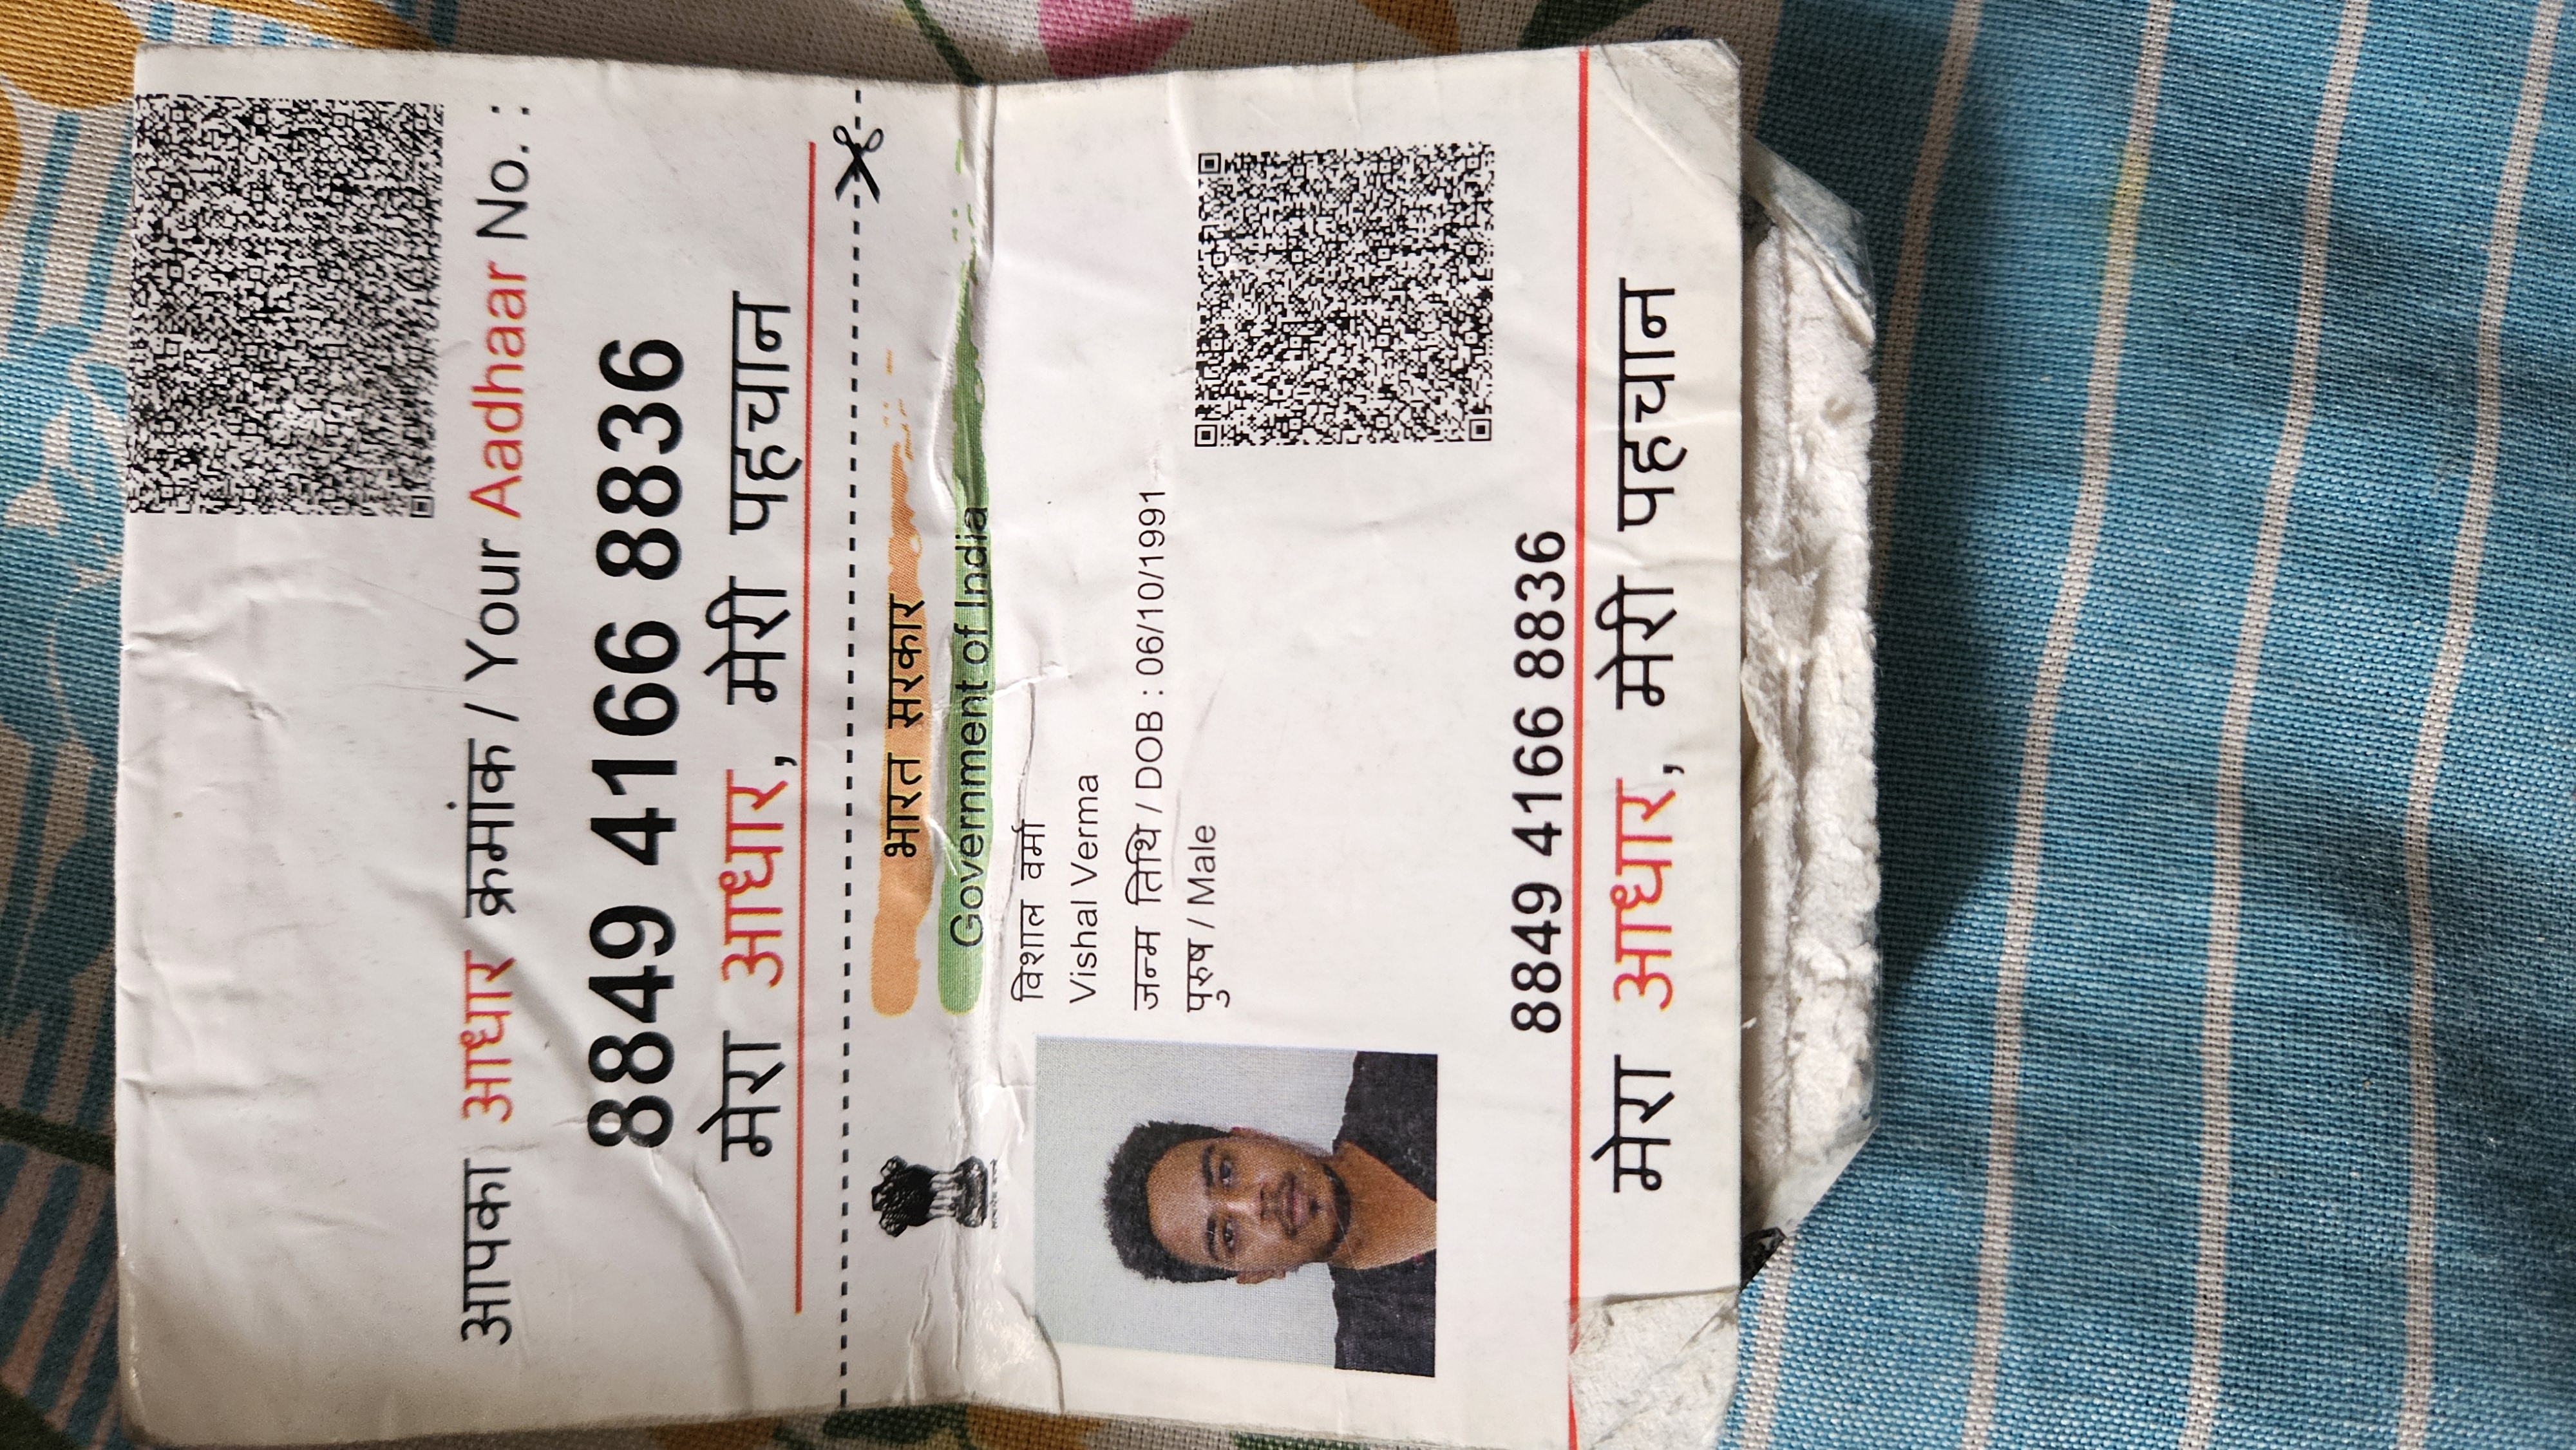 आपका आधार क्रमांक / Your Aadhaar No. :
8849 4166 8836
मेरा आधार, मेरी पहचान
भारत सरकार
Government of India
विशाल वर्मा
Vishal Verma
जन्म तिथि / DOB : 06/10/1991
पुरुष / Male
8849 4166 8836
मेरा आधार, मेरी पहचान